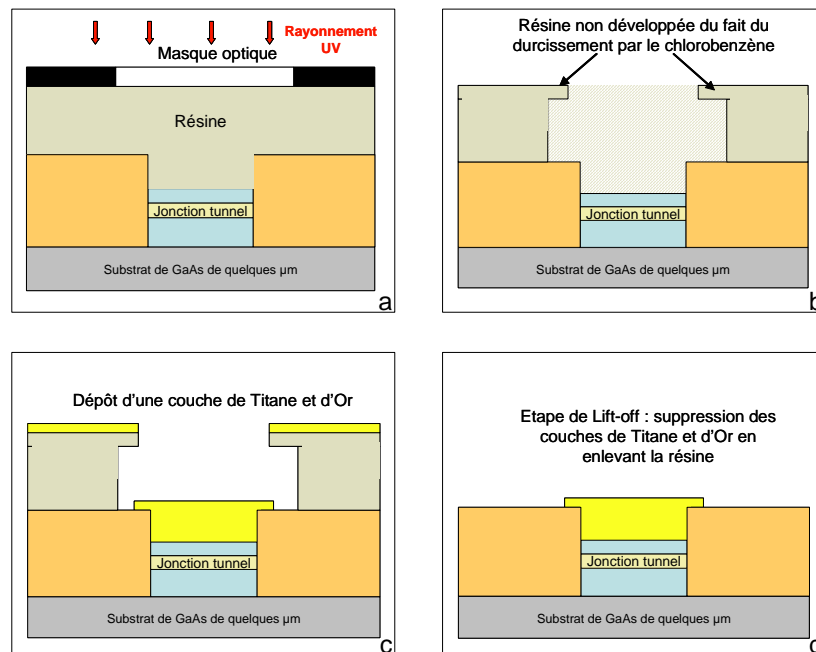 Rayonnement
UV
Masque optique
Résine
Jonction tunnel
Substrat de GaAs de quelques µm
a
Résine non développée du fait du
durcissement par le chlorobenzène
Jonction tunnel
Substrat de GaAs de quelques µm
b
Dépôt d'une couche de Titane et d'Or
Jonction tunnel
Substrat de GaAs de quelques µm
c
Etape de Lift-off : suppression des
couches de Titane et d'Or en
enlevant la résine
Jonction tunnel
Substrat de GaAs de quelques µm
d